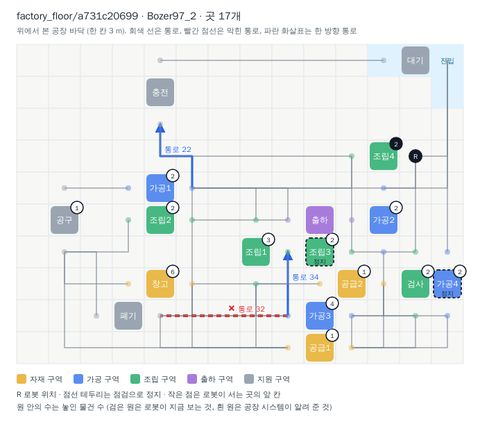 factory_floor/a731c20699 · Bozer97_2 · 곳 17개
위에서 본 공장 바닥 (한 칸 3 m). 회색 선은 통로, 빨간 점선은 막힌 통로, 파란 화살표는 한 방향 통로
대기
진입
충전
통로 22
조립4
2
R
가공1
2
공구
1
조립2
2
출하
가공2
2
조립1
3
조립3
2
정지
통로 34
창고
6
공급2
1
검사
2
가공4
2
정지
폐기
✕ 통로 32
가공3
4
공급1
1
자재 구역
가공 구역
조립 구역
출하 구역
지원 구역
R 로봇 위치 · 점선 테두리는 점검으로 정지 · 작은 점은 로봇이 서는 곳의 앞 칸
원 안의 수는 놓인 물건 수 (검은 원은 로봇이 지금 보는 것, 흰 원은 공장 시스템이 알려 준 것)